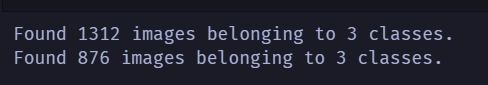 Found 1312 images belonging to 3 classes.
Found 876 images belonging to 3 classes.